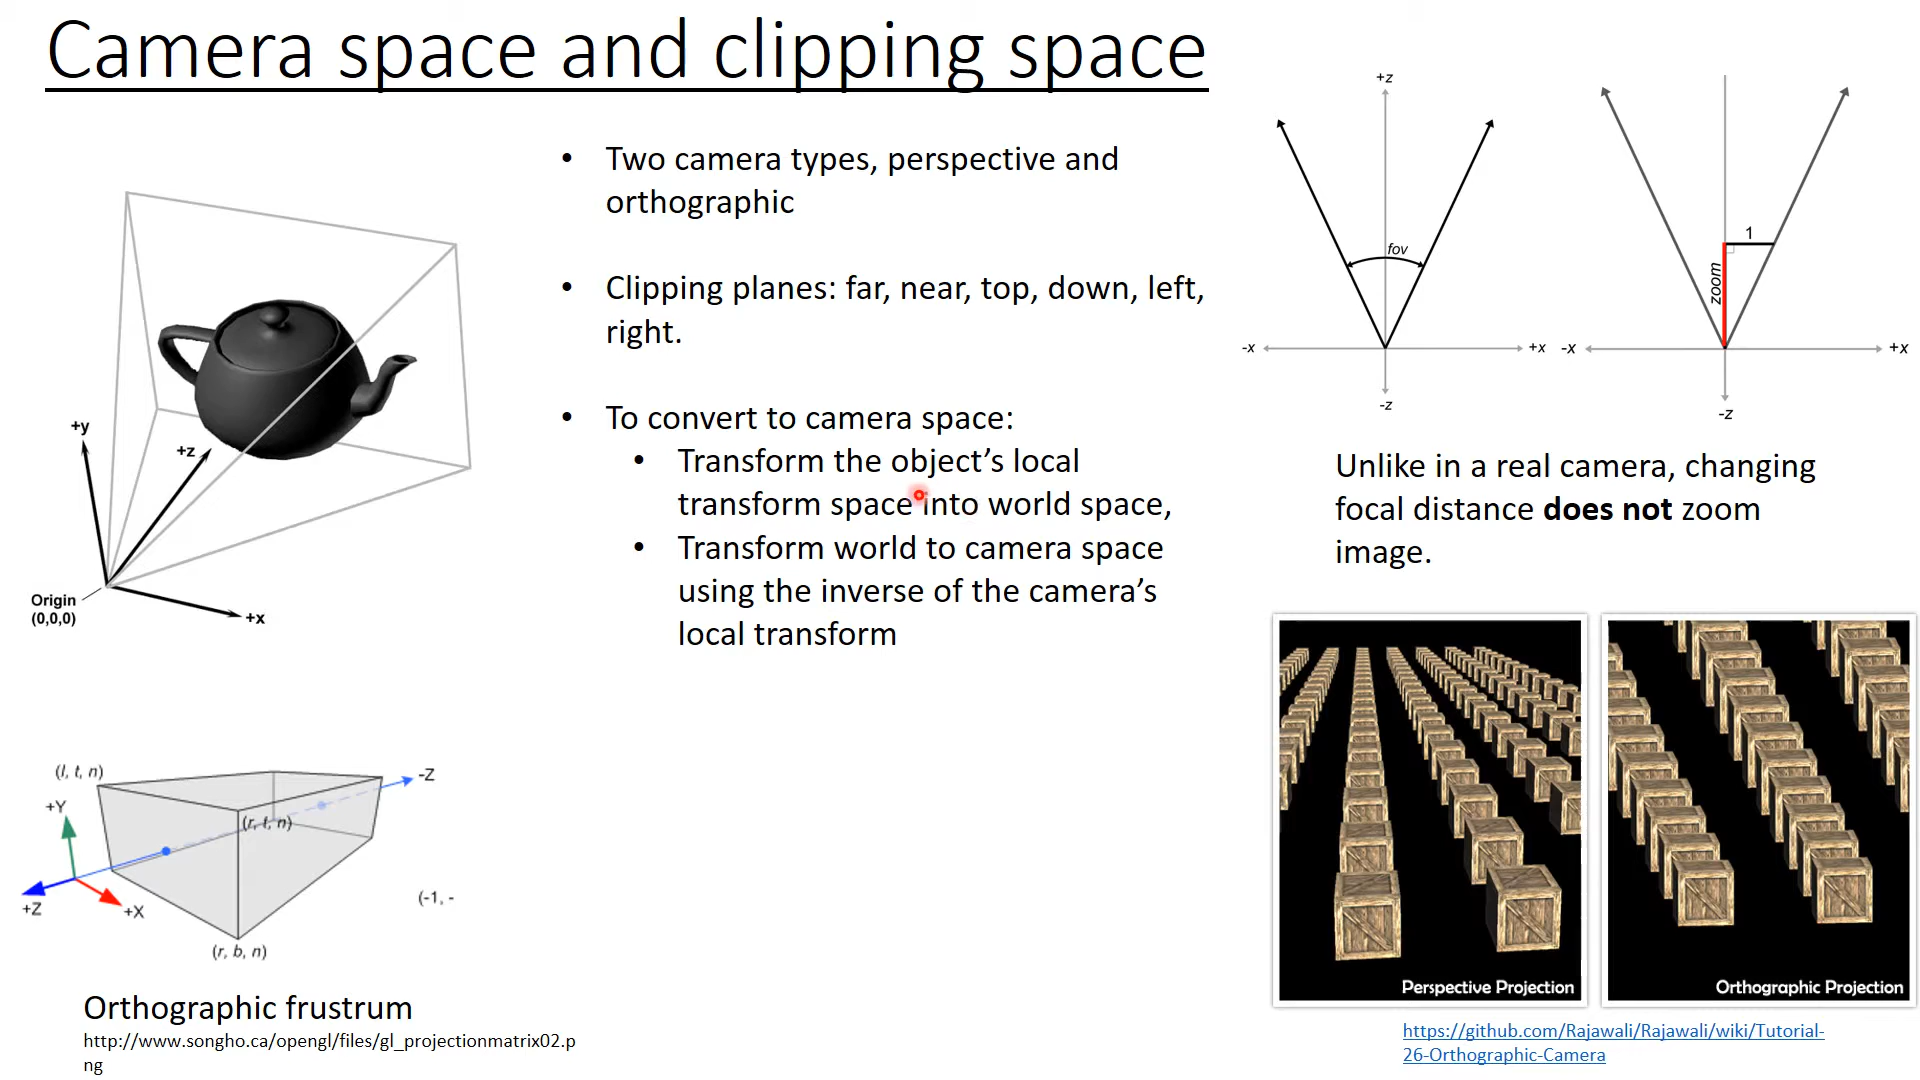 Camera space and clipping space
+y
+z
Origin
(0,0,0)
+x
• Two camera types, perspective and
orthographic
• Clipping planes: far, near, top, down, left,
right.
• To convert to camera space:
• Transform the object’s local
transform space into world space,
• Transform world to camera space
using the inverse of the camera’s
local transform
+z
fov
-x
+x
-z
1
zoom
-x
+x
-z
Unlike in a real camera, changing
focal distance does not zoom
image.
(l, t, n)
-Z
+Y
(r, t, n)
+Z
+X
(-1, -
(r, b, n)
Orthographic frustrum
http://www.songho.ca/opengl/files/gl_projectionmatrix02.p
ng
Perspective Projection
Orthographic Projection
https://github.com/Rajawali/Rajawali/wiki/Tutorial-
26-Orthographic-Camera